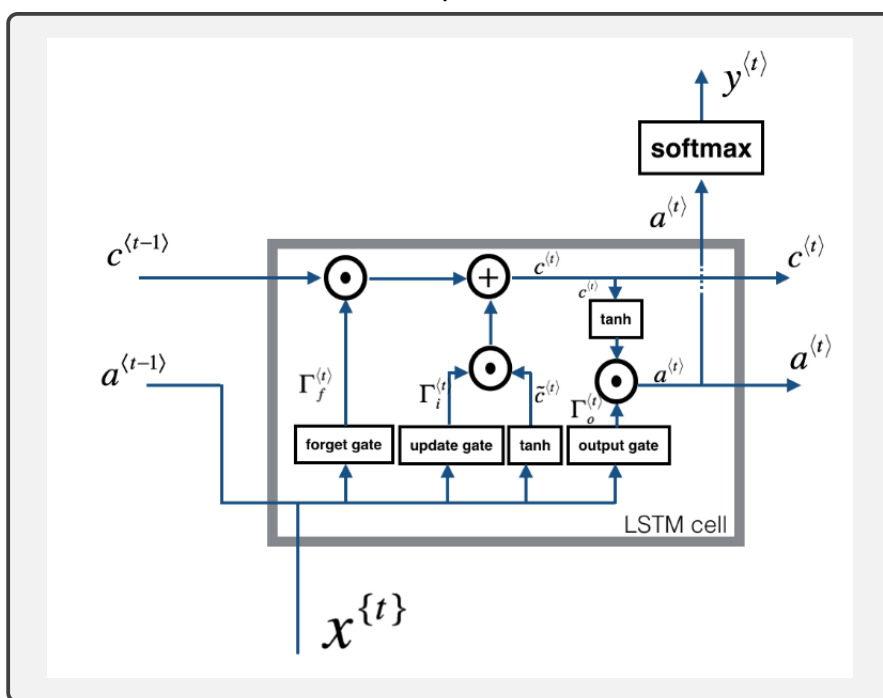 y⟨t⟩
softmax
a⟨t⟩
c⟨t−1⟩
c⟨t⟩
c⟨t⟩
c⟨t⟩
tanh
a⟨t−1⟩
Γf⟨t⟩
Γi⟨t⟩
c̃⟨t⟩
Γo⟨t⟩
a⟨t⟩
a⟨t⟩
forget gate
update gate
tanh
output gate
LSTM cell
x{t}